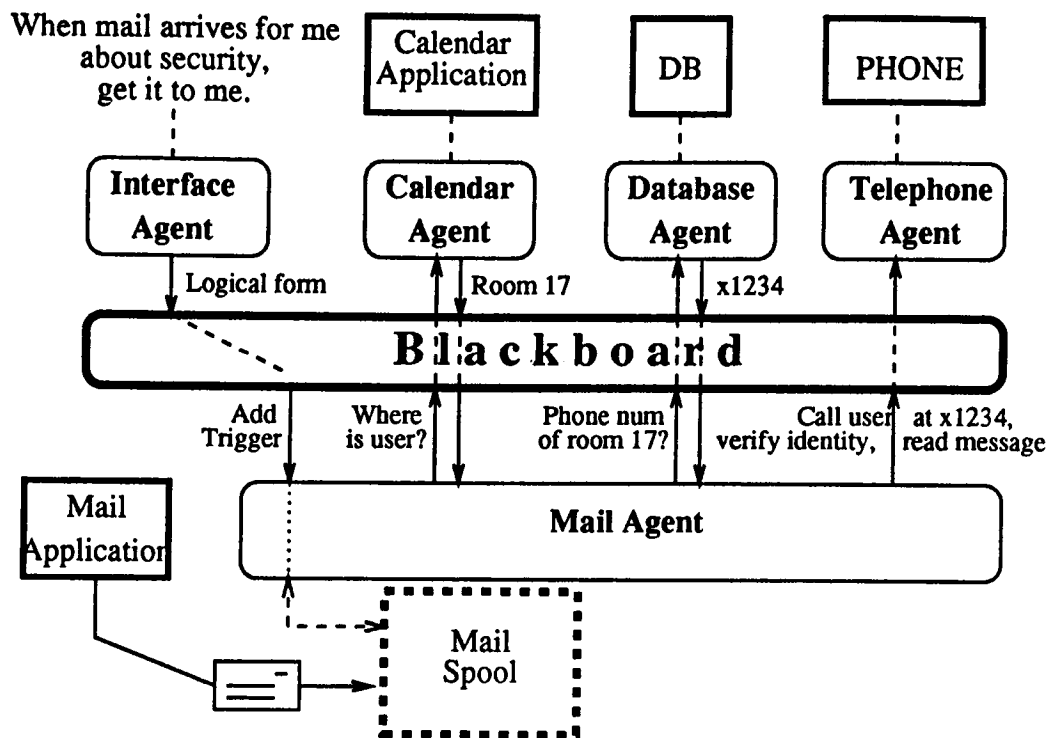 When mail arrives for me
about security,
get it to me.
Calendar
Application
DB
PHONE
Interface
Agent
Calendar
Agent
Database
Agent
Telephone
Agent
Logical form
Room 17
x1234
Blackboard
Add
Trigger
Where
is user?
Phone num
of room 17?
Call user at x1234,
verify identity, read message
Mail
Application
Mail Agent
Mail
Spool